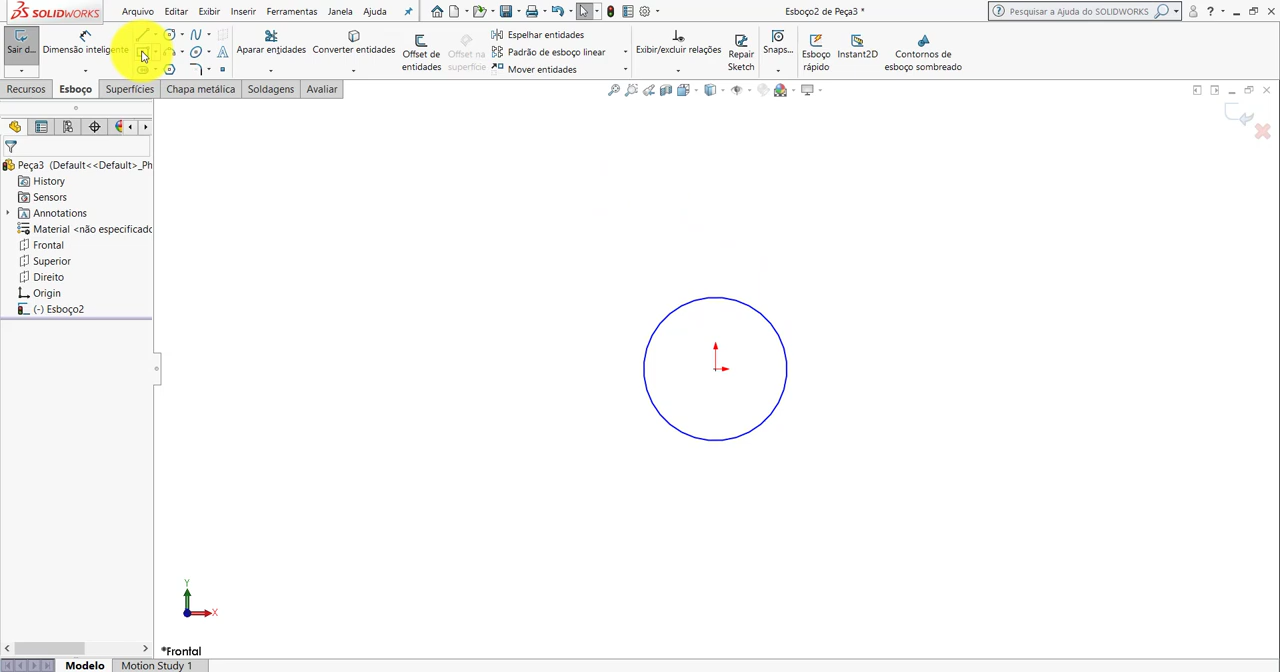 SOLIDWORKS
Arquivo Editar Exibir Inserir Ferramentas Janela Ajuda
Esboço2 de Peça3 *
Pesquisar a Ajuda do SOLIDWORKS
Sair d...
Dimensão inteligente
Aparar entidades
Converter entidades
Offset de entidades
Offset na superfície
Espelhar entidades
Padrão de esboço linear
Mover entidades
Exibir/excluir relações
Repair Sketch
Snaps...
Esboço rápido
Instant2D
Contornos de esboço sombreado
Recursos Esboço Superfícies Chapa metálica Soldagens Avaliar
Peça3 (Default<<Default>_Ph
History
Sensors
Annotations
Material <não especificado
Frontal
Superior
Direito
Origin
(-) Esboço2
Y
X
*Frontal
Modelo Motion Study 1